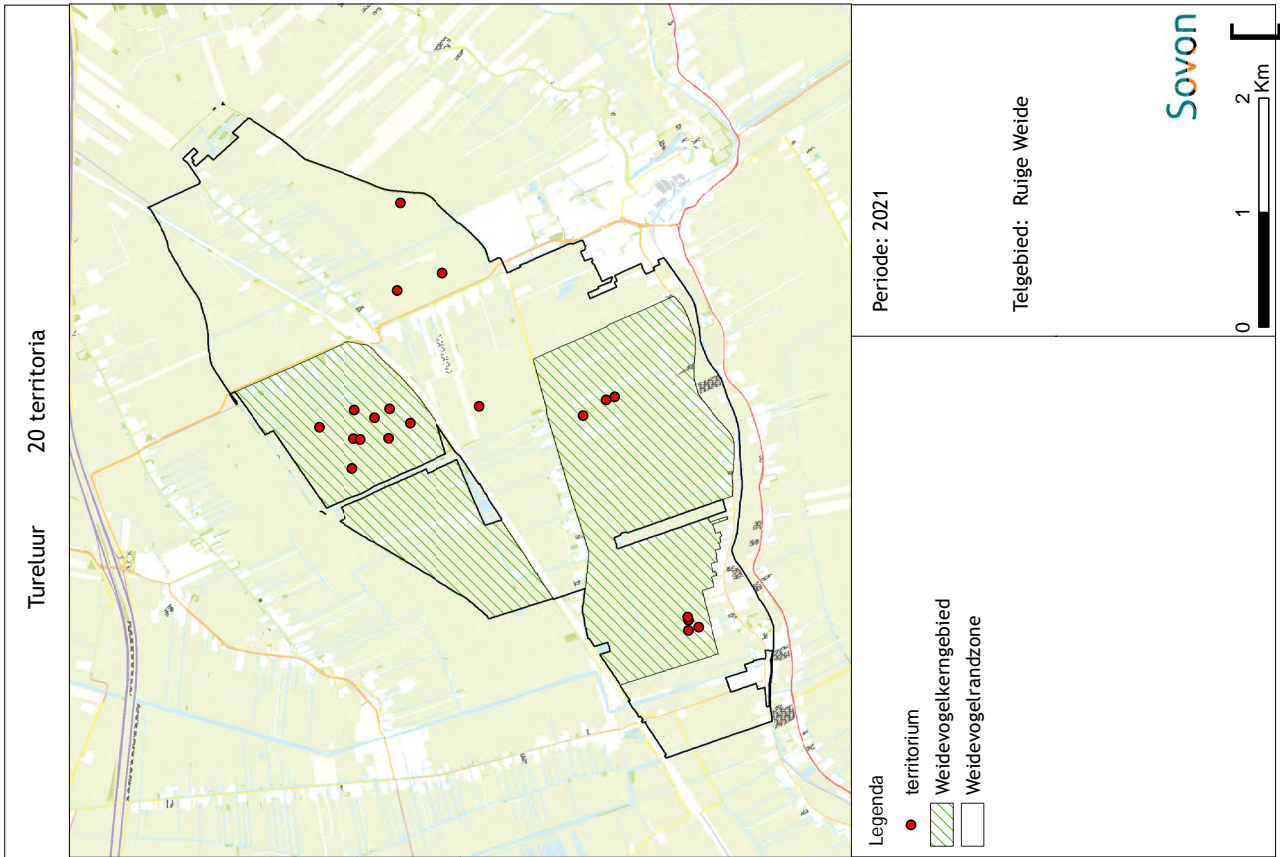 Tureluur 20 territoria
Legenda
territorium
Weidevogelkerngebied
Weidevogelrandzone
Periode: 2021
Telgebied: Ruige Weide
Sovon
0 1 2
Km